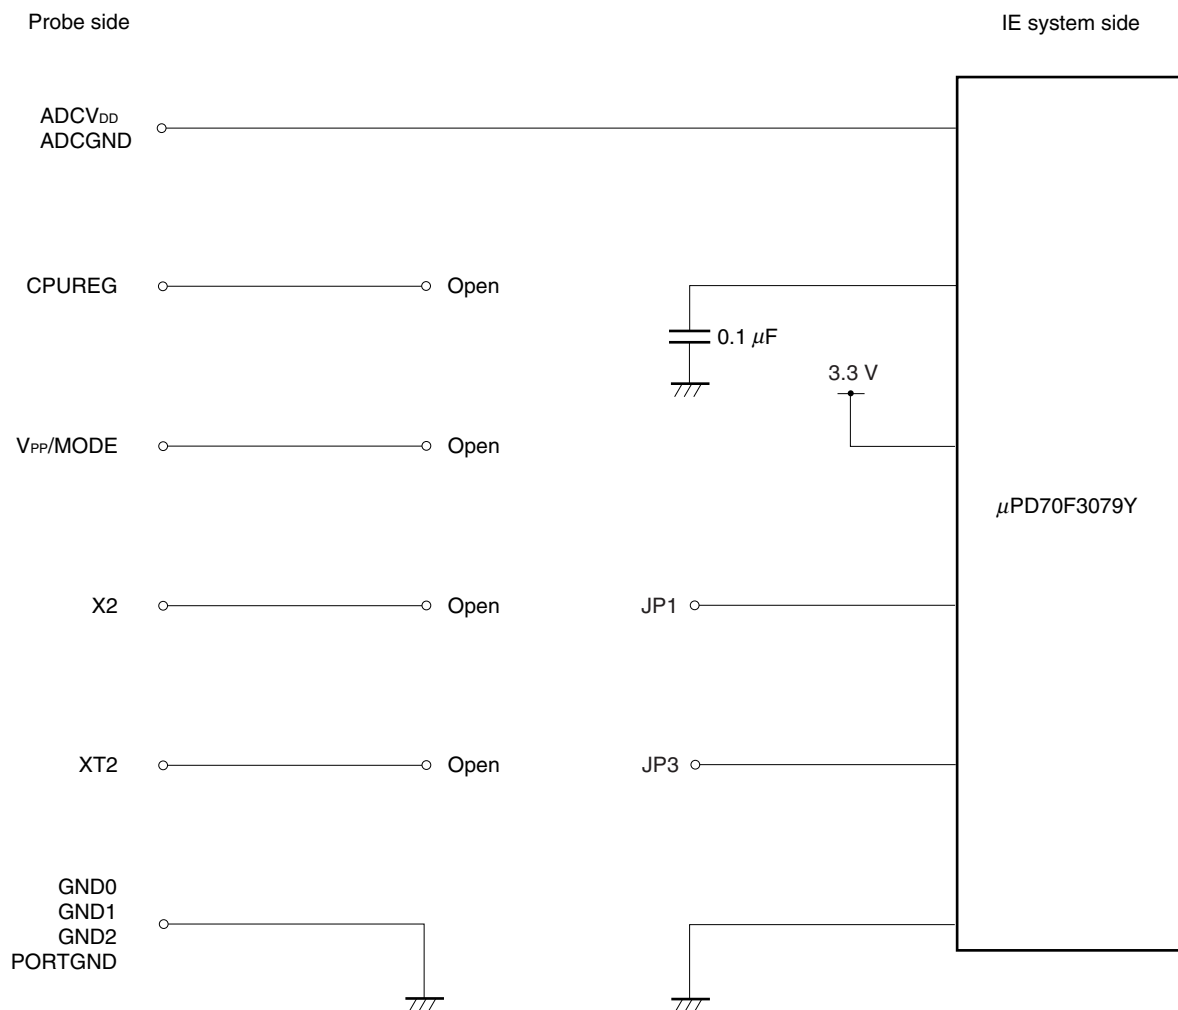 Probe side
IE system side
ADCVDD
ADCGND
CPUREG
Open
0.1 μF
3.3 V
VPP/MODE
Open
μPD70F3079Y
X2
Open
JP1
XT2
Open
JP3
GND0
GND1
GND2
PORTGND